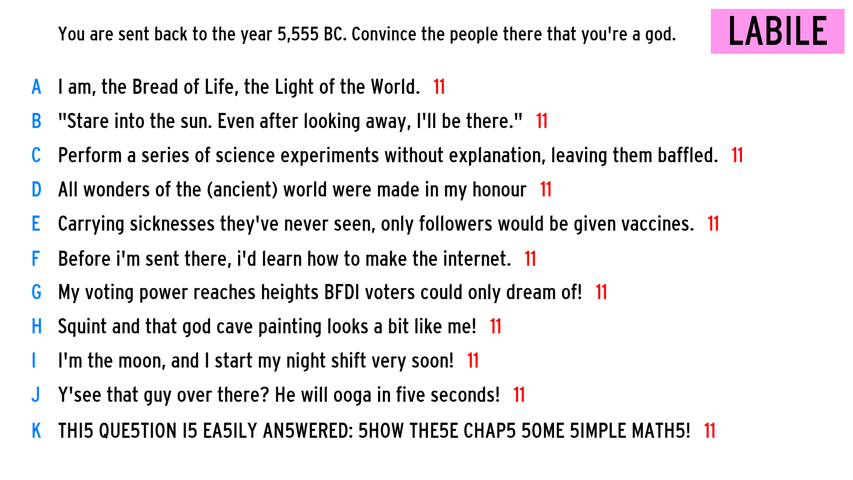 You are sent back to the year 5,555 BC. Convince the people there that you're a god.
LABILE
A I am, the Bread of Life, the Light of the World. 11
B "Stare into the sun. Even after looking away, I'll be there." 11
C Perform a series of science experiments without explanation, leaving them baffled. 11
D All wonders of the (ancient) world were made in my honour 11
E Carrying sicknesses they've never seen, only followers would be given vaccines. 11
F Before i'm sent there, i'd learn how to make the internet. 11
G My voting power reaches heights BFDI voters could only dream of! 11
H Squint and that god cave painting looks a bit like me! 11
I I'm the moon, and I start my night shift very soon! 11
J Y'see that guy over there? He will ooga in five seconds! 11
K THI5 QUE5TION I5 EA5ILY AN5WERED: 5HOW THE5E CHAP5 5OME 5IMPLE MATH5! 11